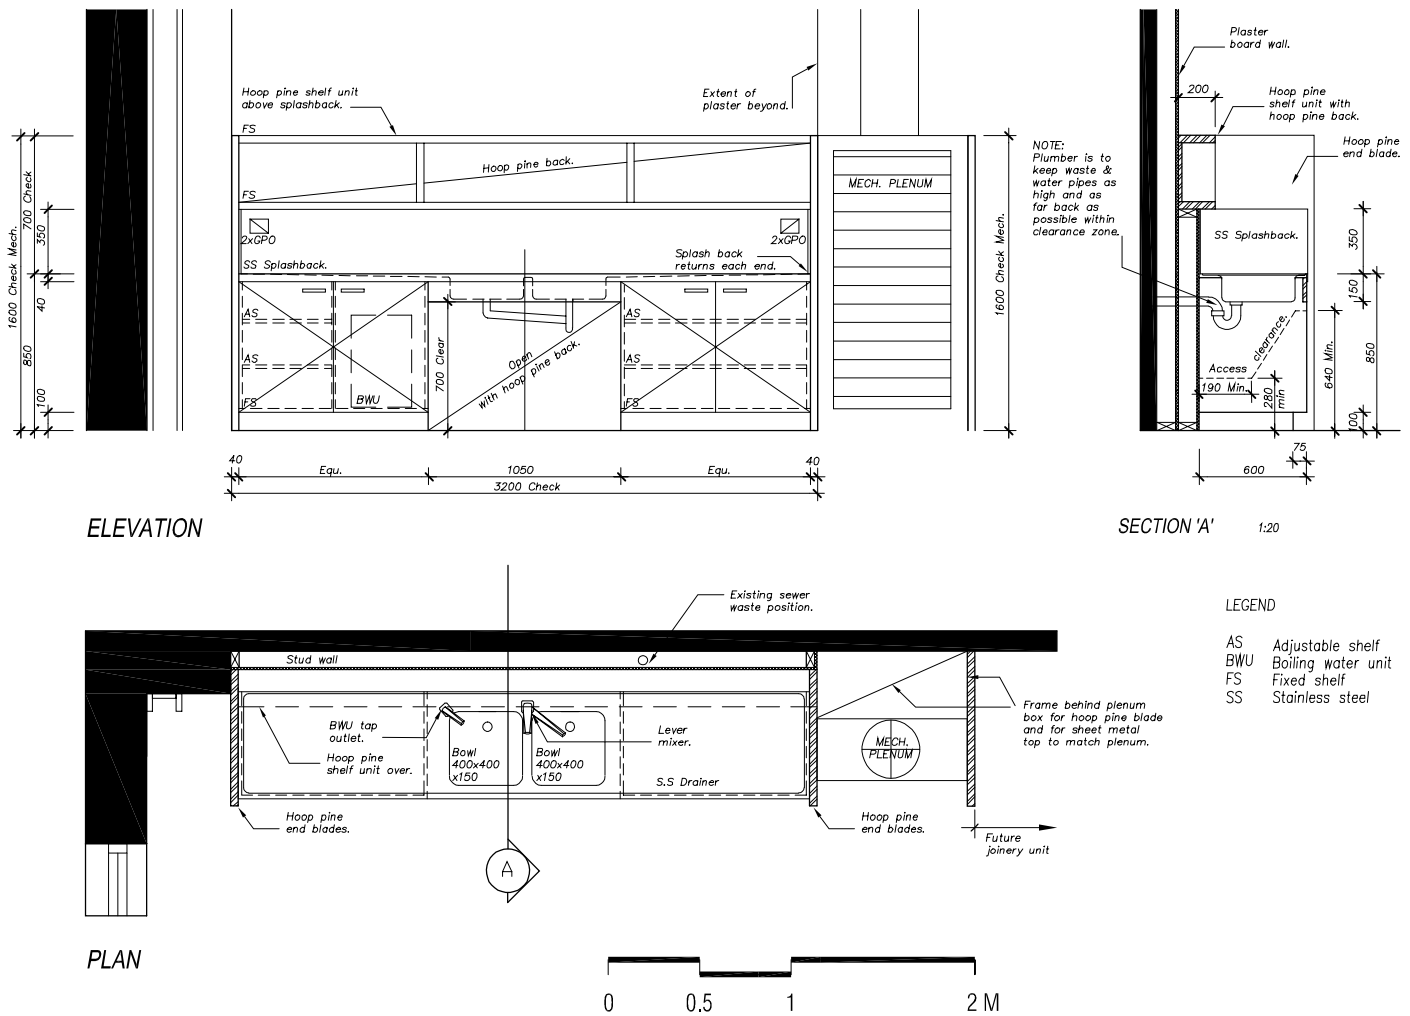 Hoop pine shelf unit
above splashback.
Extent of
plaster beyond.
Plaster
board wall.
200
Hoop pine
shelf unit with
hoop pine back.
Hoop pine
end blade.
NOTE:
Plumber is to
keep waste &
water pipes as
high and as
far back as
possible within
clearance zone.
1600 Check Mech.
700 Check
350
40
850
100
FS
Hoop pine back.
FS
2xGPO
2xGPO
SS Splashback.
Splash back
returns each end.
AS
AS
FS
BWU
700 Clear
Open
with hoop pine back.
AS
AS
FS
MECH. PLENUM
1600 Check Mech.
SS Splashback.
350
150
850
100
Access
clearance.
190 Min.
280
min
640 Min.
75
600
40
Equ.
1050
Equ.
40
3200 Check
ELEVATION
SECTION 'A'
1:20
Existing sewer
waste position.
Stud wall
BWU tap
outlet.
Hoop pine
shelf unit over.
Bowl
400x400
x150
Bowl
400x400
x150
Lever
mixer.
S.S Drainer
MECH.
PLENUM
Frame behind plenum
box for hoop pine blade
and for sheet metal
top to match plenum.
Hoop pine
end blades.
Hoop pine
end blades.
Future
joinery unit
A
LEGEND
AS Adjustable shelf
BWU Boiling water unit
FS Fixed shelf
SS Stainless steel
PLAN
0 0.5 1 2 M